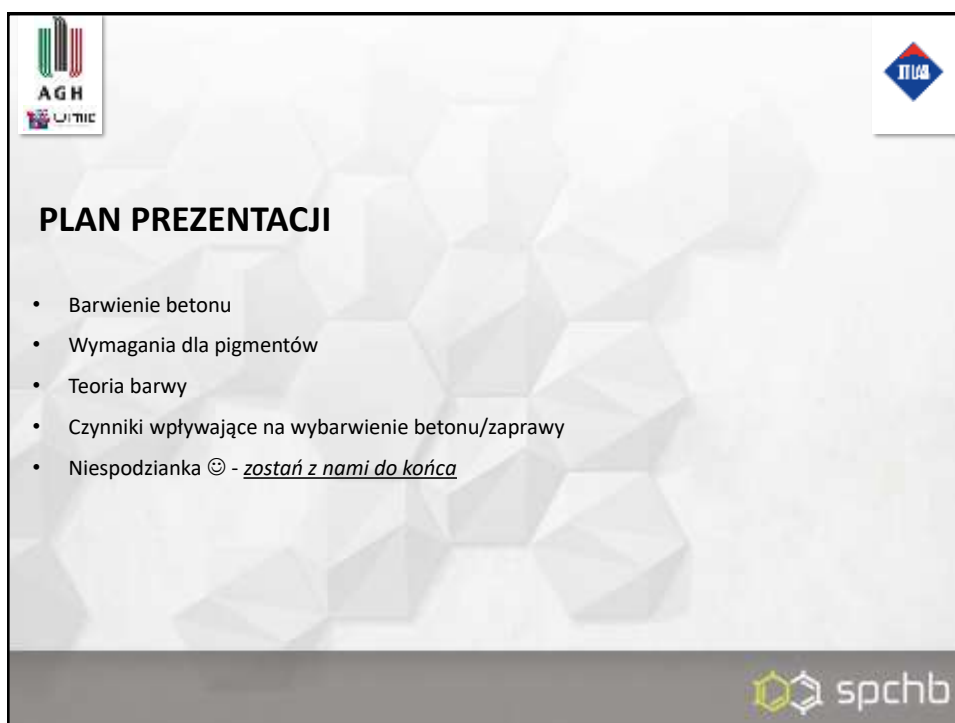 AGH
PLAN PREZENTACJI
• Barwienie betonu
• Wymagania dla pigmentów
• Teoria barwy
• Czynniki wpływające na wybarwienie betonu/zaprawy
• Niespodzianka ☺ - zostań z nami do końca
spchb